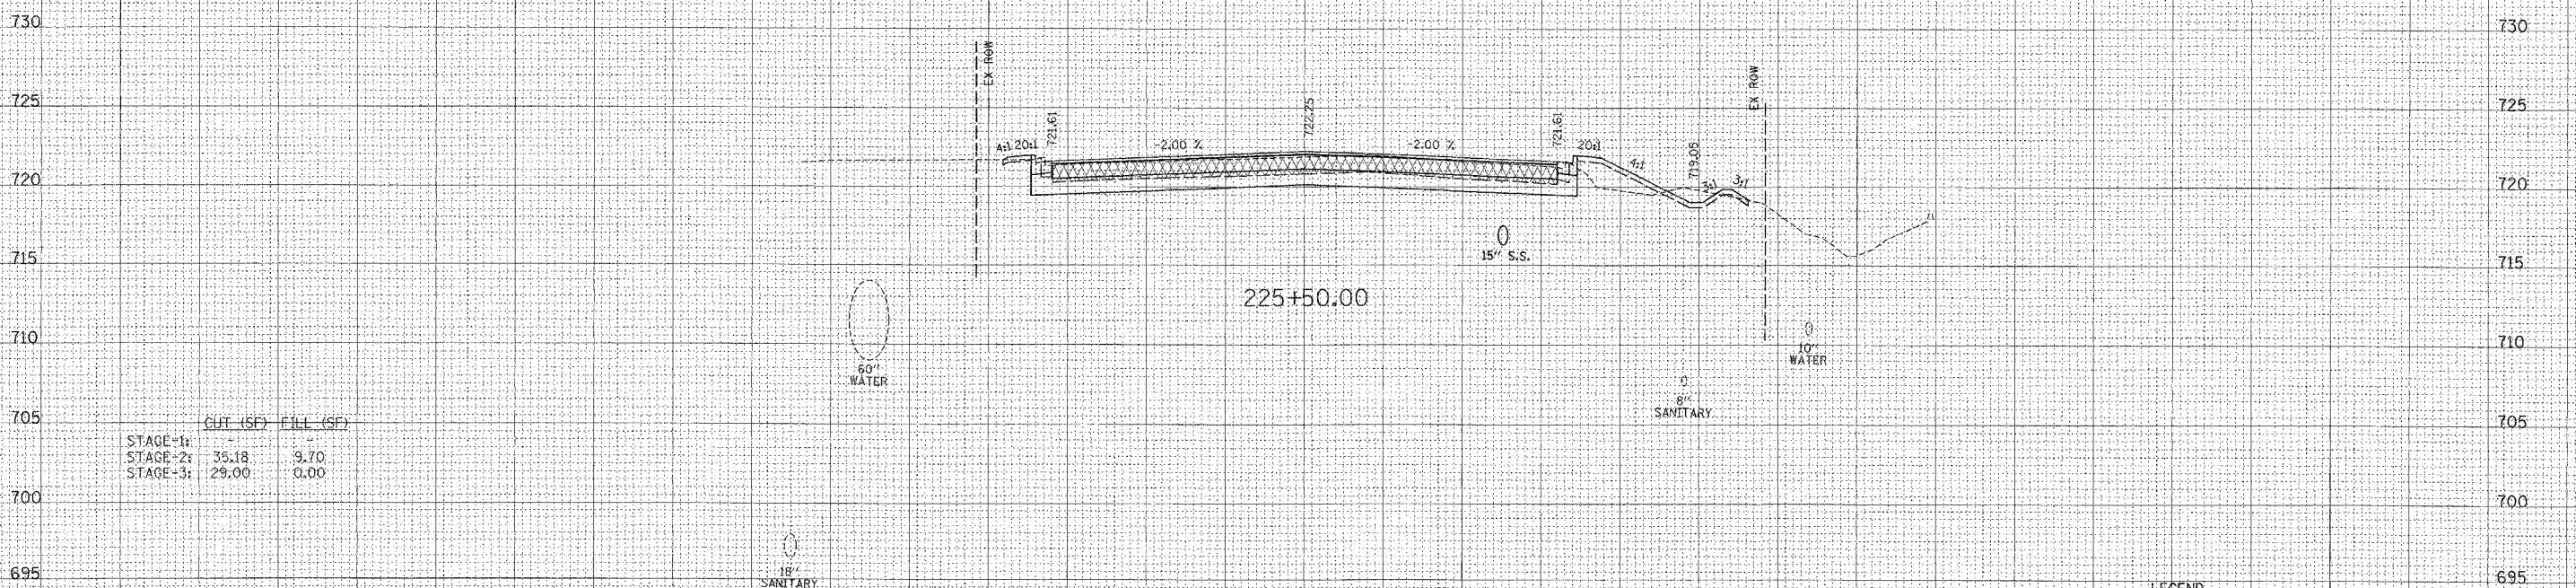 730 730
EX ROW
EX ROW
725 725
721.61 722.25 721.61
4:1 20:1 -2.00 % -2.00 % 20:1
4:1 719.05 3:1 3:1
720 720
15" S.S.
715 715
225+50.00
710 710
10"
WATER
60"
WATER
8"
SANITARY
705 705
CUT (SF) FILL (SF)
STAGE-1: - -
STAGE-2: 35.18 9.70
STAGE-3: 29.00 0.00
700 700
18"
SANITARY
695 695
LEGEND